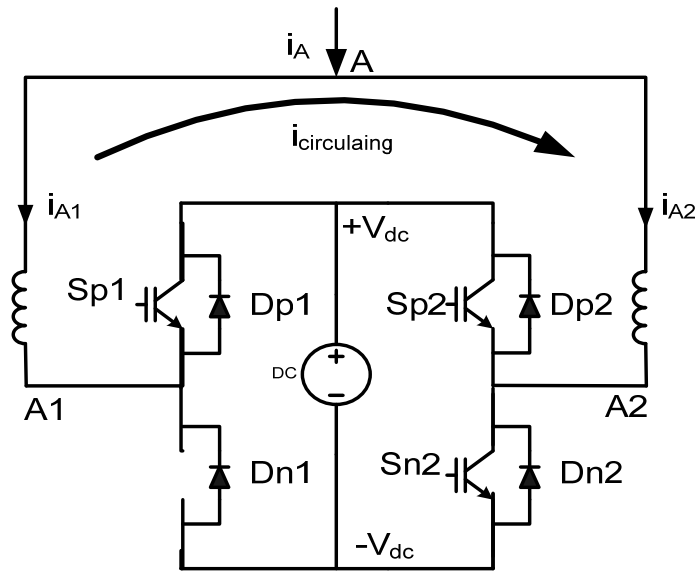 iA
A
icirculaing
iA1
iA2
+Vdc
Sp1
Dp1
Sp2
Dp2
DC
+
−
A1
A2
Dn1
Sn2
Dn2
-Vdc